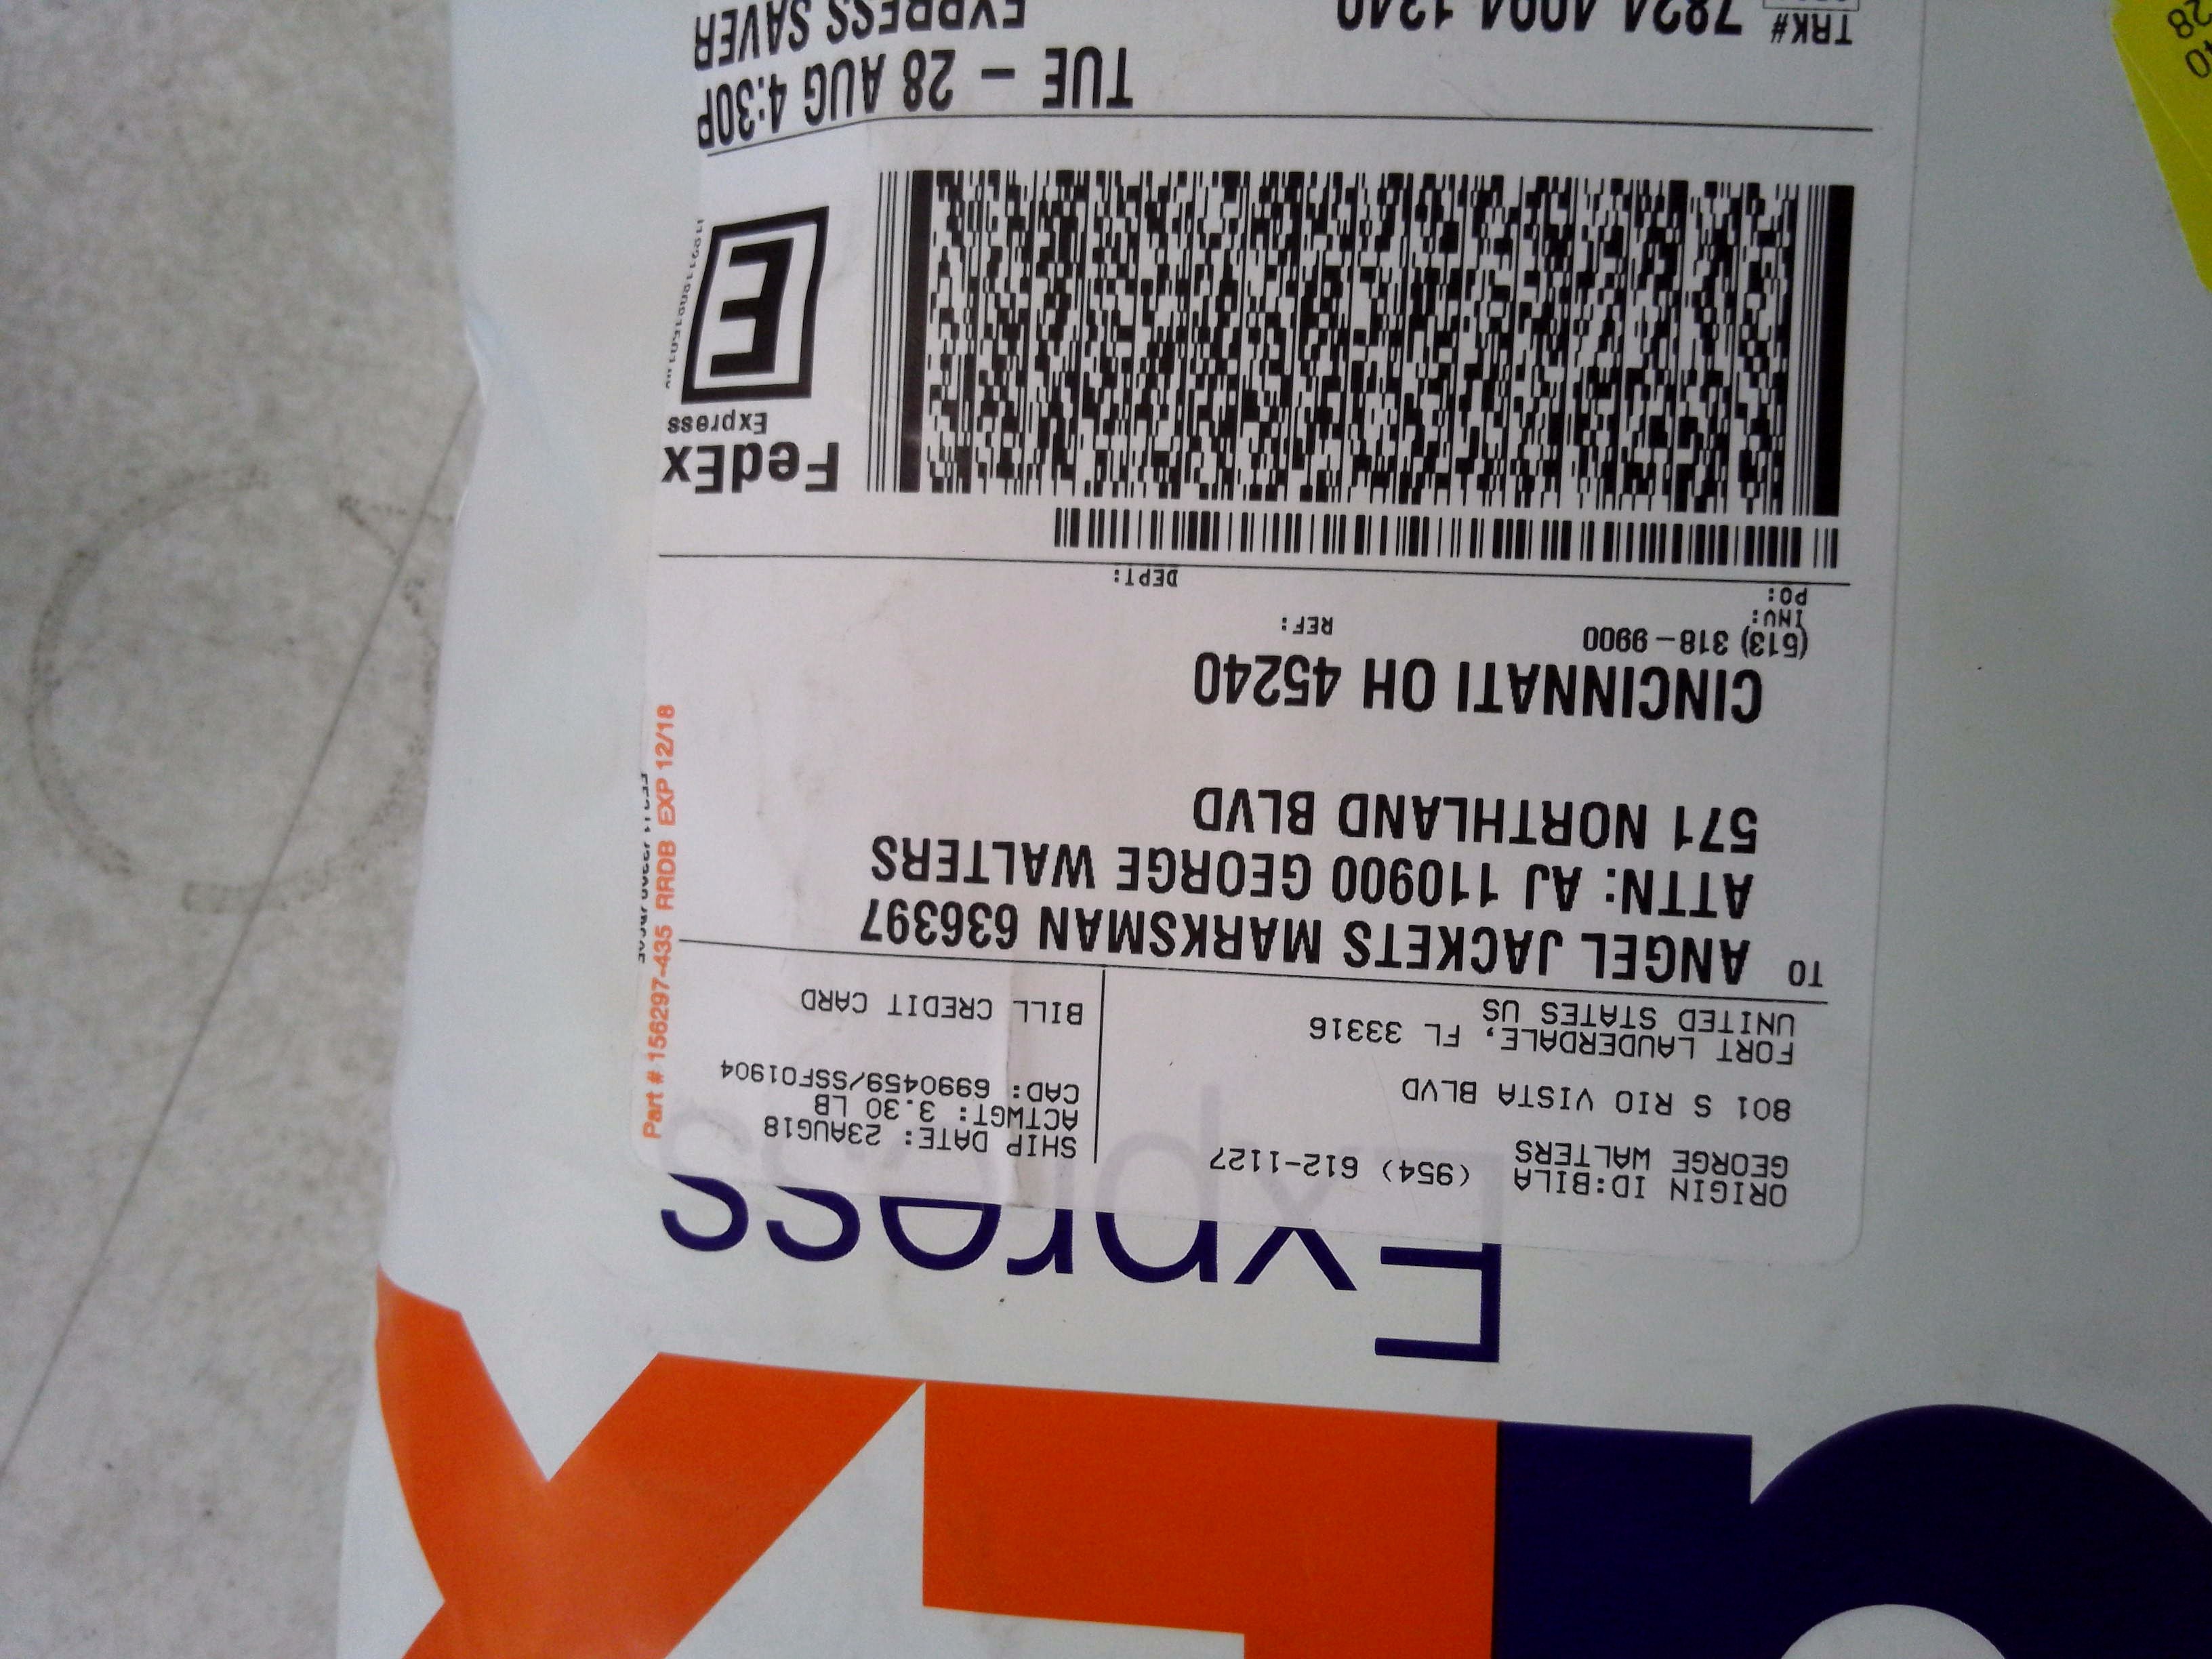 Express
ORIGIN ID:BILA (954) 612-1127
GEORGE WALTERS
801 S RIO VISTA BLVD
FORT LAUDERDALE, FL 33316
UNITED STATES US
SHIP DATE: 23AUG18
ACTWGT: 3.30 LB
CAD: 6990459/SSFO1904
BILL CREDIT CARD
TO ANGEL JACKETS MARKSMAN 636397
ATTN: AJ 110900 GEORGE WALTERS
571 NORTHLAND BLVD
CINCINNATI OH 45240
(513) 318-9900
REF:
INV:
PO:
DEPT:
FedEx
Express
E
TRK# 7824 4094 1240
TUE - 28 AUG 4:30P
EXPRESS SAVER
Part # 156297-435 RRDB EXP 12/18
28